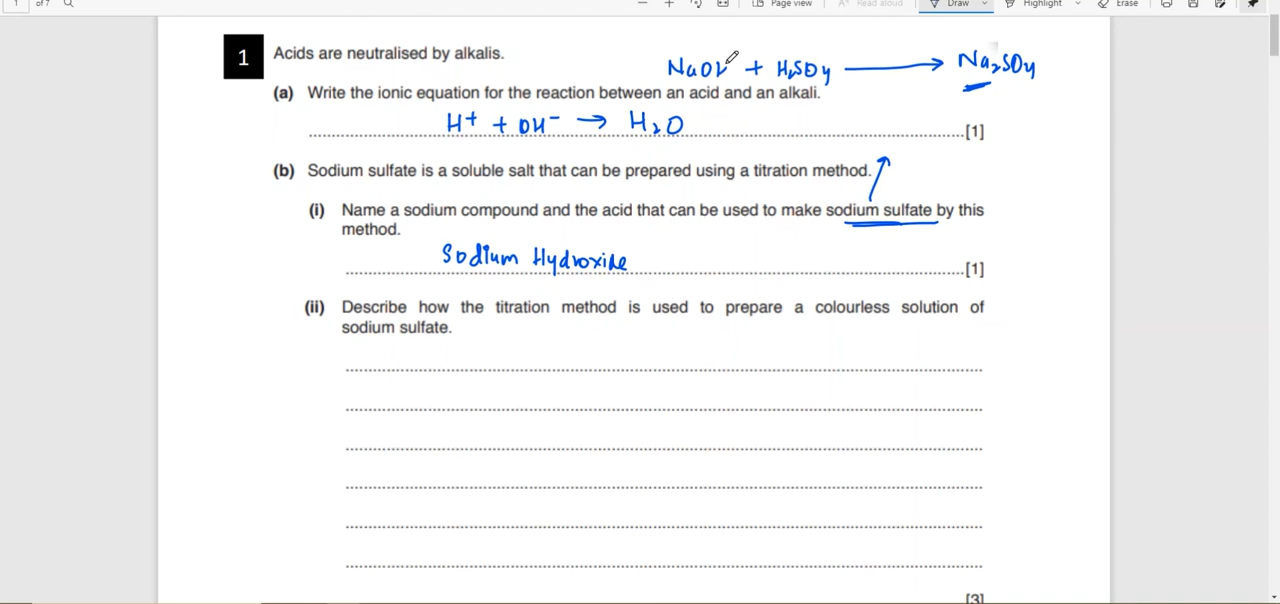 1 of 7 Page view Read aloud Draw Highlight Erase
1 Acids are neutralised by alkalis.
NaOH + H₂SO₄ ⟶ Na₂SO₄
(a) Write the ionic equation for the reaction between an acid and an alkali.
H⁺ + OH⁻ → H₂O [1]
(b) Sodium sulfate is a soluble salt that can be prepared using a titration method.
(i) Name a sodium compound and the acid that can be used to make sodium sulfate by this
method.
Sodium Hydroxide [1]
(ii) Describe how the titration method is used to prepare a colourless solution of
sodium sulfate.
[3]